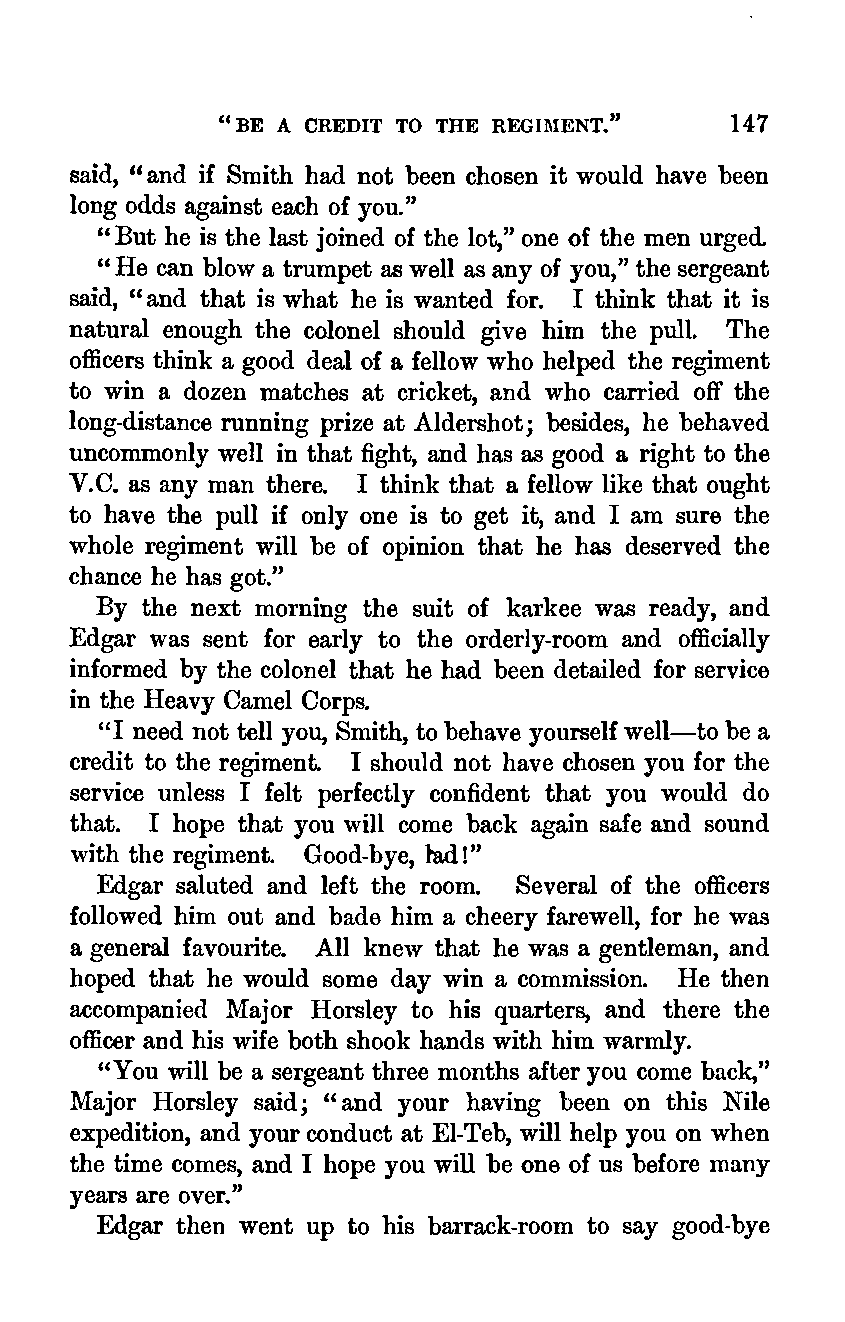 "BE A CREDIT TO THE REGIMENT." 147
said, "and if Smith had not been chosen it would have been
long odds against each of you."
"But he is the last joined of the lot," one of the men urged.
"He can blow a trumpet as well as any of you," the sergeant
said, "and that is what he is wanted for. I think that it is
natural enough the colonel should give him the pull. The
officers think a good deal of a fellow who helped the regiment
to win a dozen matches at cricket, and who carried off the
long-distance running prize at Aldershot; besides, he behaved
uncommonly well in that fight, and has as good a right to the
V.C. as any man there. I think that a fellow like that ought
to have the pull if only one is to get it, and I am sure the
whole regiment will be of opinion that he has deserved the
chance he has got."
By the next morning the suit of karkee was ready, and
Edgar was sent for early to the orderly-room and officially
informed by the colonel that he had been detailed for service
in the Heavy Camel Corps.
"I need not tell you, Smith, to behave yourself well—to be a
credit to the regiment. I should not have chosen you for the
service unless I felt perfectly confident that you would do
that. I hope that you will come back again safe and sound
with the regiment. Good-bye, lad!"
Edgar saluted and left the room. Several of the officers
followed him out and bade him a cheery farewell, for he was
a general favourite. All knew that he was a gentleman, and
hoped that he would some day win a commission. He then
accompanied Major Horsley to his quarters, and there the
officer and his wife both shook hands with him warmly.
"You will be a sergeant three months after you come back,"
Major Horsley said; "and your having been on this Nile
expedition, and your conduct at El-Teb, will help you on when
the time comes, and I hope you will be one of us before many
years are over."
Edgar then went up to his barrack-room to say good-bye